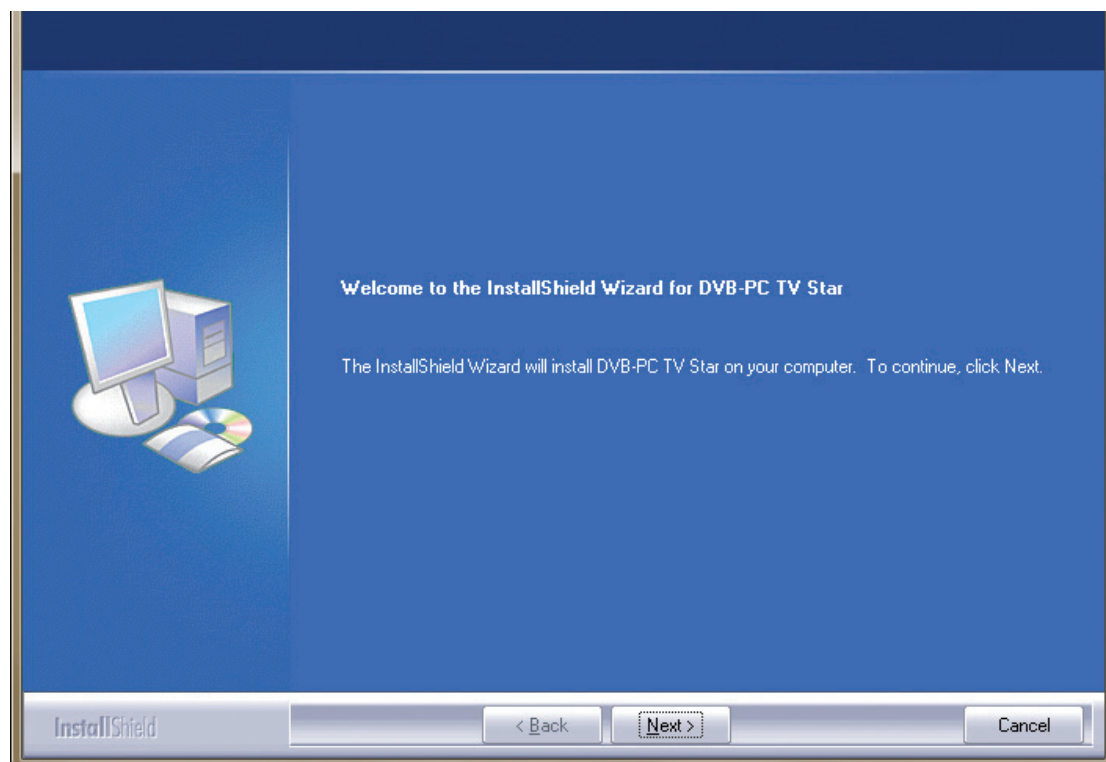 Welcome to the InstallShield Wizard for DVB-PC TV Star
The InstallShield Wizard will install DVB-PC TV Star on your computer.  To continue, click Next.
InstallShield
< Back
Next >
Cancel